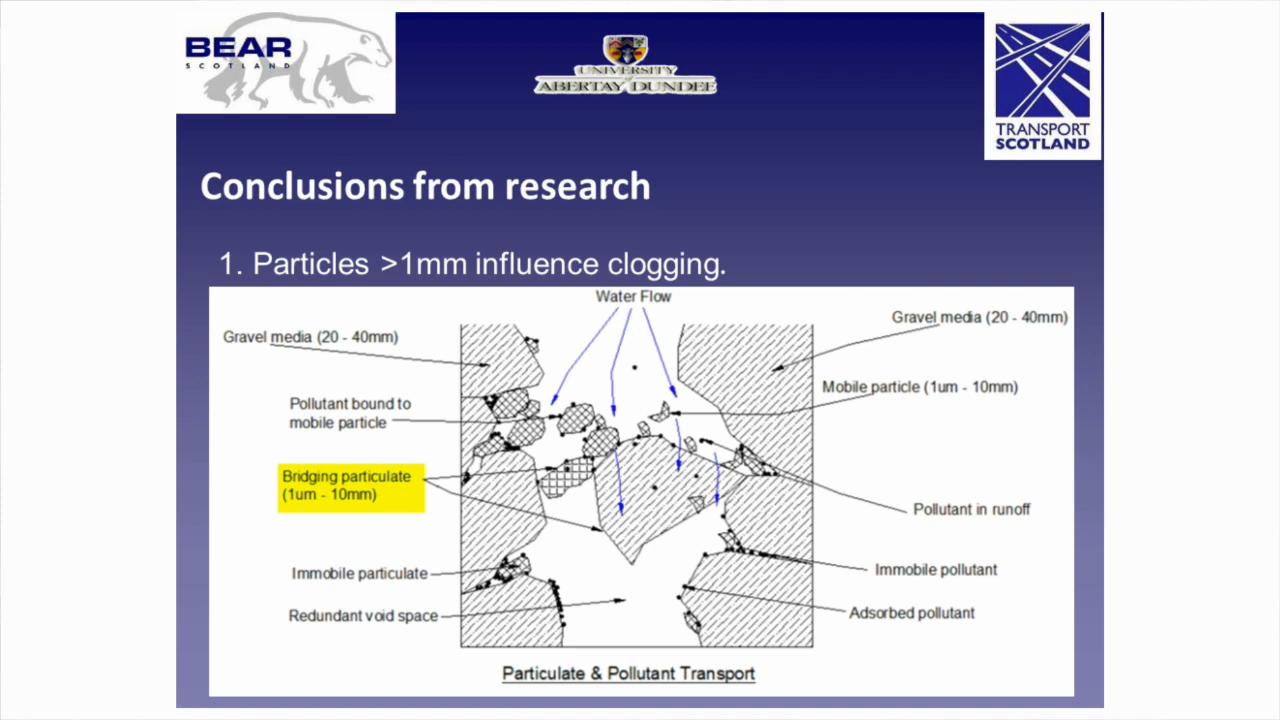 BEAR
SCOTLAND
UNIVERSITY
of
ABERTAY DUNDEE
TRANSPORT
SCOTLAND
Conclusions from research
1. Particles >1mm influence clogging.
Water Flow
Gravel media (20 - 40mm)
Gravel media (20 - 40mm)
Mobile particle (1um - 10mm)
Pollutant bound to
mobile particle
Bridging particulate
(1um - 10mm)
Pollutant in runoff
Immobile particulate
Immobile pollutant
Redundant void space
Adsorbed pollutant
Particulate & Pollutant Transport